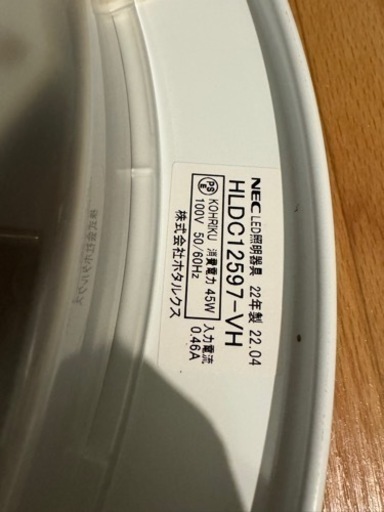 NEC LED照明器具 22年製 22.04
HLDC12597-VH
PSE KOHRIKU 消費電力 45W 入力電流
100V 50/60Hz 0.46A
株式会社ホタルクス